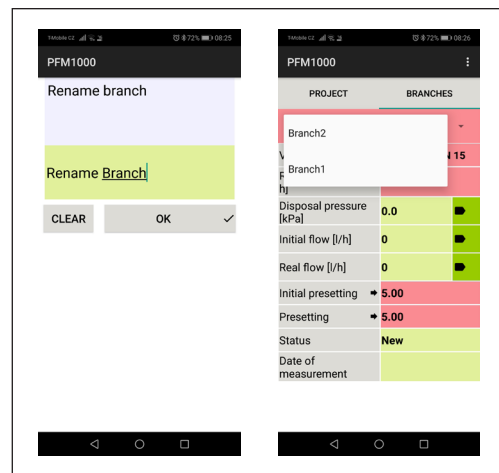 T-Mobile CZ 72% 08:25
PFM1000
Rename branch
Rename Branch
CLEAR OK
T-Mobile CZ 72% 08:26
PFM1000
PROJECT BRANCHES
Branch2
Branch1
V N 15
R
h]
Disposal pressure
[kPa] 0.0
Initial flow [l/h] 0
Real flow [l/h] 0
Initial presetting 5.00
Presetting 5.00
Status New
Date of
measurement